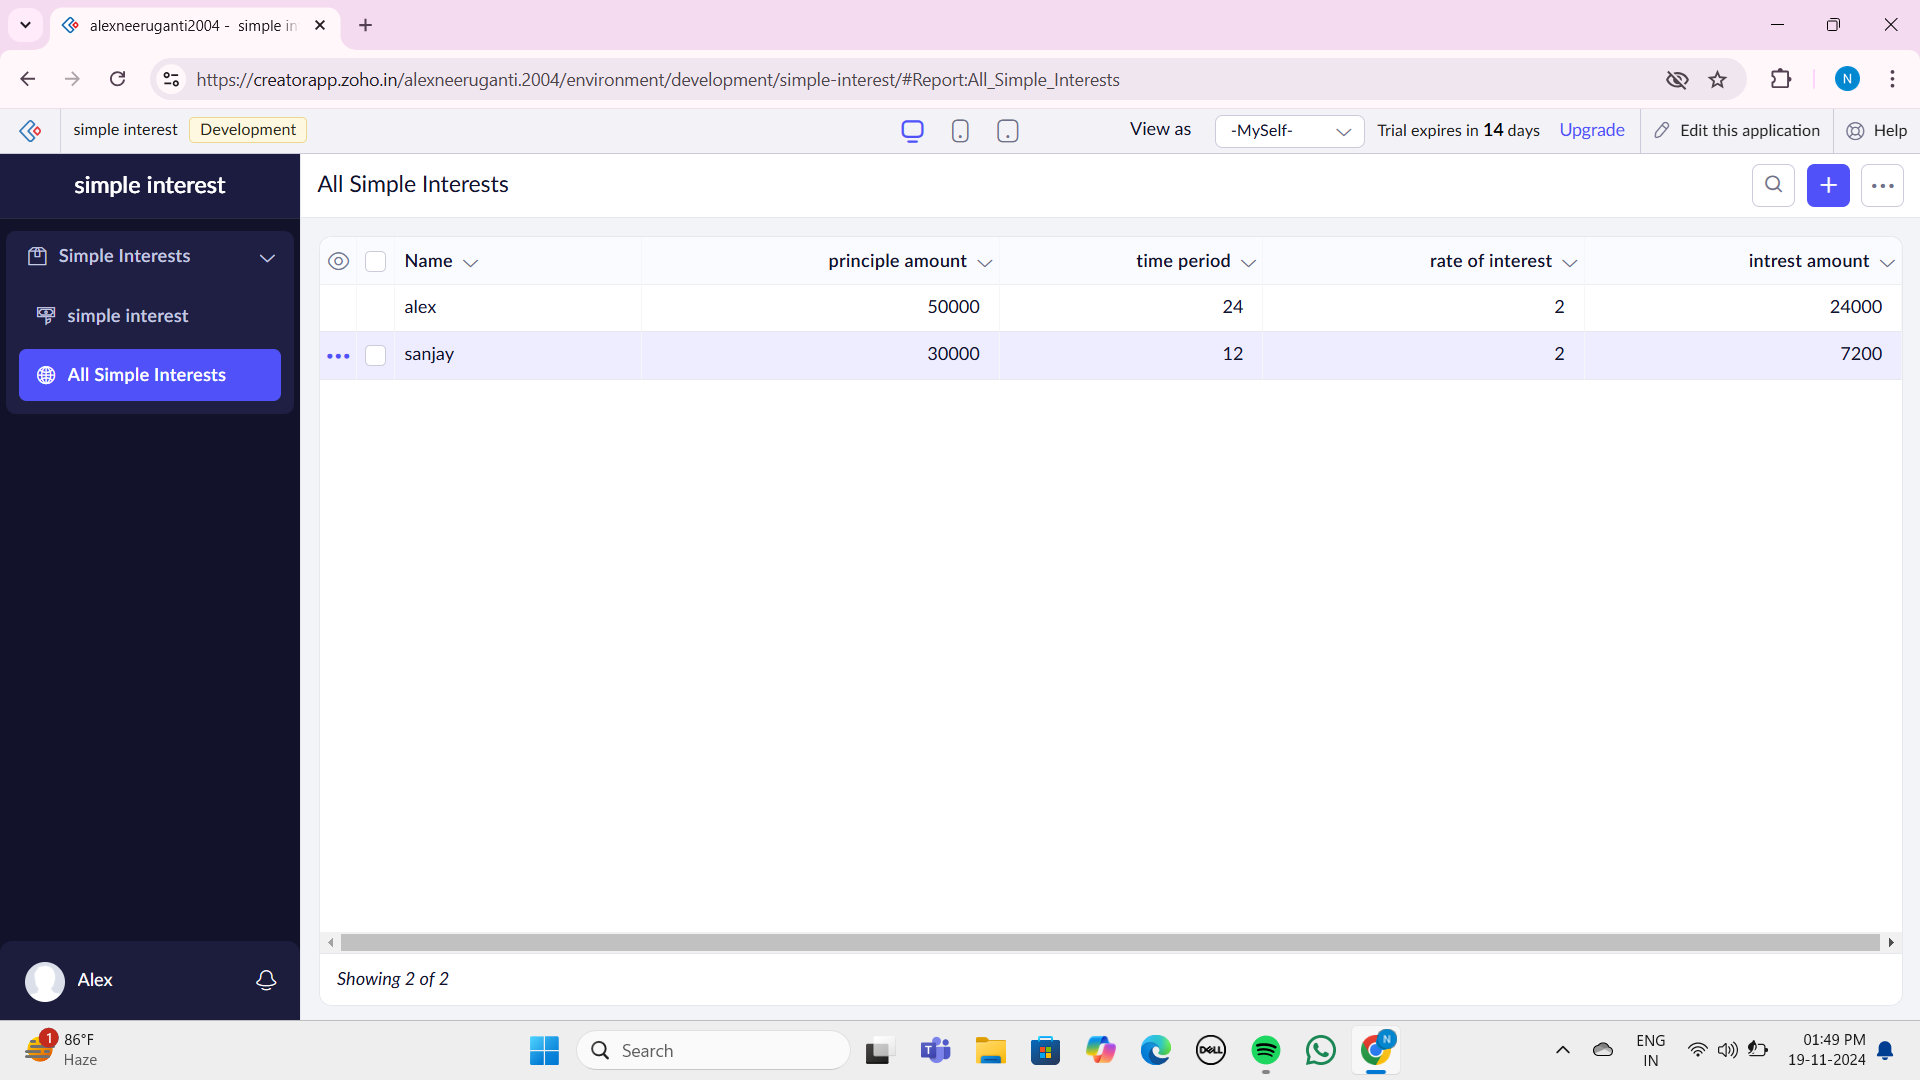 alexneeruganti2004 - simple in
https://creatorapp.zoho.in/alexneeruganti.2004/environment/development/simple-interest/#Report:All_Simple_Interests
N
simple interest Development View as -MySelf- Trial expires in 14 days Upgrade Edit this application Help
simple interest
All Simple Interests
Simple Interests
simple interest
All Simple Interests
Name principle amount time period rate of interest intrest amount
alex 50000 24 2 24000
sanjay 30000 12 2 7200
Showing 2 of 2
Alex
1 86°F
Haze
Search
T
DELL
N
ENG
IN
01:49 PM
19-11-2024